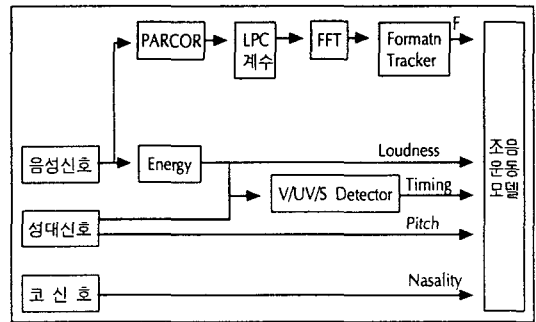 F
PARCOR
LPC
계수
FFT
Formatn
Tracker
음성신호
Energy
Loudness
V/UV/S Detector
Timing
성대신호
Pitch
코 신 호
Nasality
조음
운동
모델